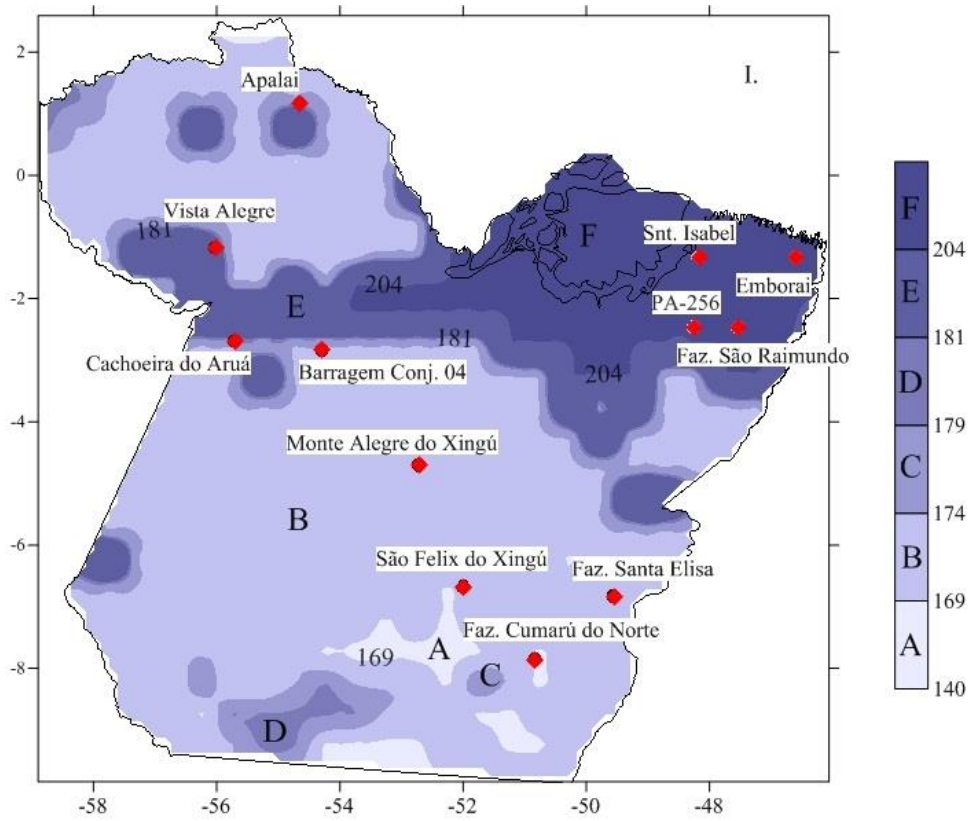 2
I.
Apalai
0
F
Vista Alegre
181
F
Snt. Isabel
204
E
204
Emborai
E
-2
PA-256
181
181
Cachoeira do Aruá
Barragem Conj. 04
Faz. São Raimundo
204
D
-4
179
Monte Alegre do Xingú
C
B
174
-6
São Felix do Xingú
Faz. Santa Elisa
B
169
Faz. Cumarú do Norte
A
169
C
A
-8
140
D
-58
-56
-54
-52
-50
-48